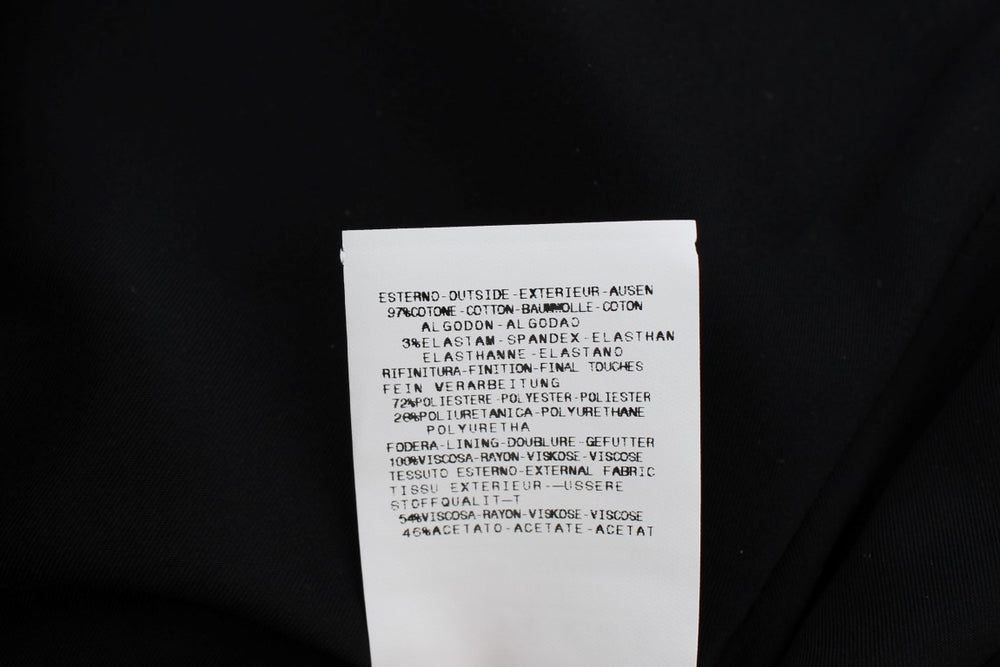 ESTERNO-OUTSIDE-EXTERIEUR-AUSEN
97%COTONE-COTTON-BAUMWOLLE-COTON
ALGODON-ALGODAO
3%ELASTAM-SPANDEX-ELASTHAN
ELASTHANNE-ELASTANO
RIFINITURA-FINITION-FINAL TOUCHES
FEIN VERARBEITUNG
72%POLIESTERE-POLYESTER-POLIESTER
28%POLIURETANICA-POLYURETHANE
POLYURETHA
FODERA-LINING-DOUBLURE-GEFUTTER
100%VISCOSA-RAYON-VISKOSE-VISCOSE
TESSUTO ESTERNO-EXTERNAL FABRIC
TISSU EXTERIEUR-—USSERE
STOFFQUALIT—T
54%VISCOSA-RAYON-VISKOSE-VISCOSE
46%ACETATO-ACETATE-ACETAT